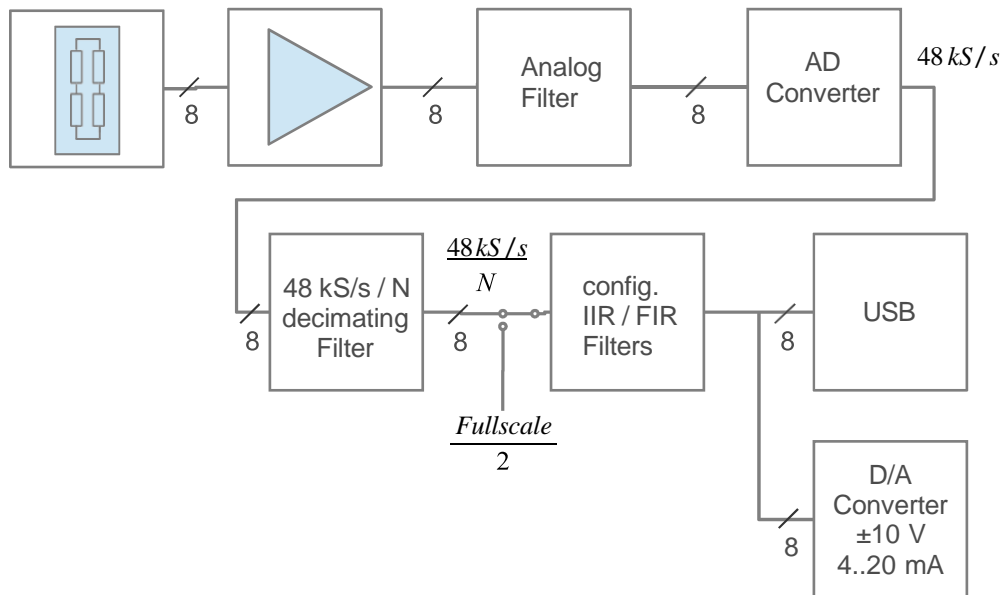 8
8
Analog
Filter
8
AD
Converter
48 kS/s
8
48 kS/s / N
decimating
Filter
8
48 kS/s
N
Fullscale
2
config.
IIR / FIR
Filters
8
USB
8
D/A
Converter
±10 V
4..20 mA